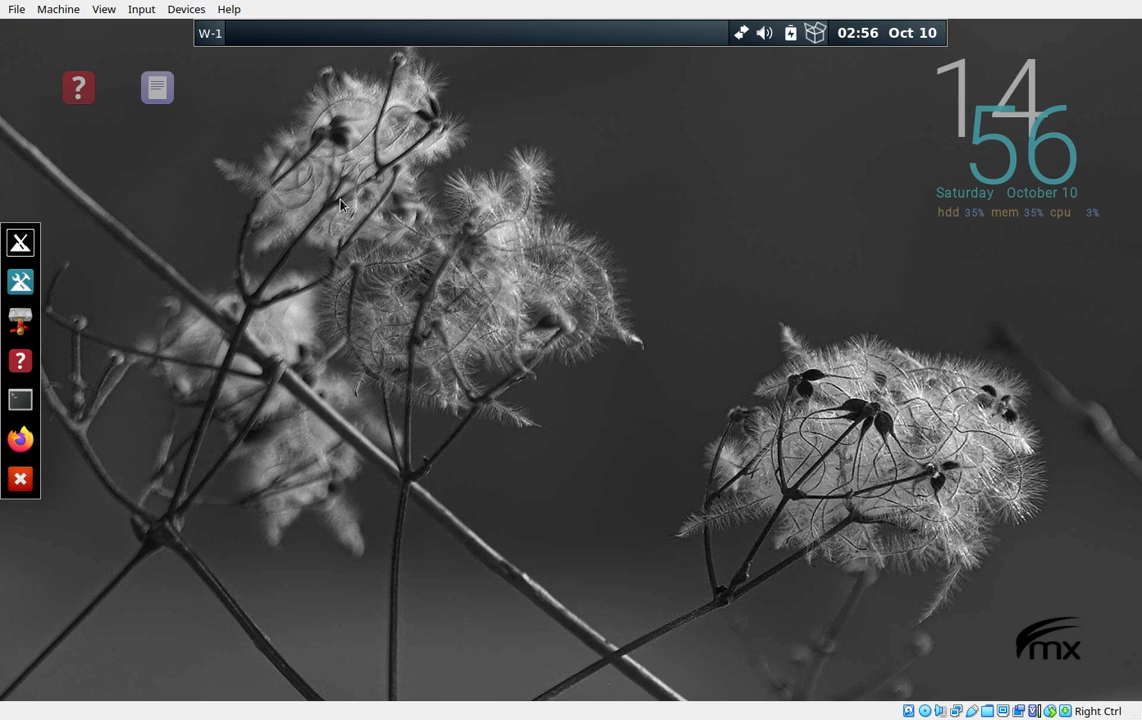 File Machine View Input Devices Help
W-1 02:56 Oct 10
14
56
Saturday October 10
hdd 35% mem 35% cpu 3%
mx
Right Ctrl